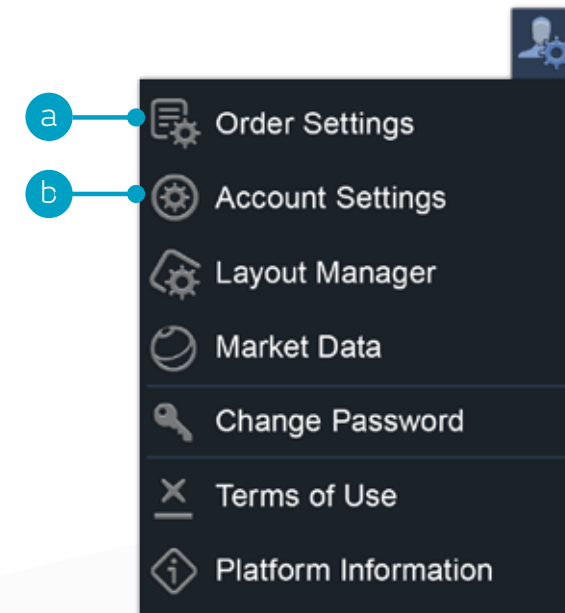 a Order Settings
b Account Settings
Layout Manager
Market Data
Change Password
Terms of Use
Platform Information